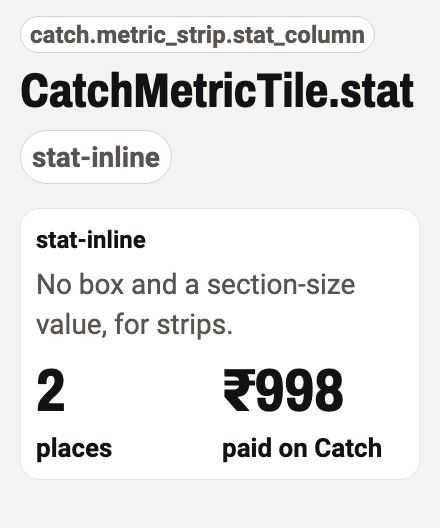 catch.metric_strip.stat_column
CatchMetricTile.stat
stat-inline
stat-inline
No box and a section-size
value, for strips.
2 ₹998
places paid on Catch